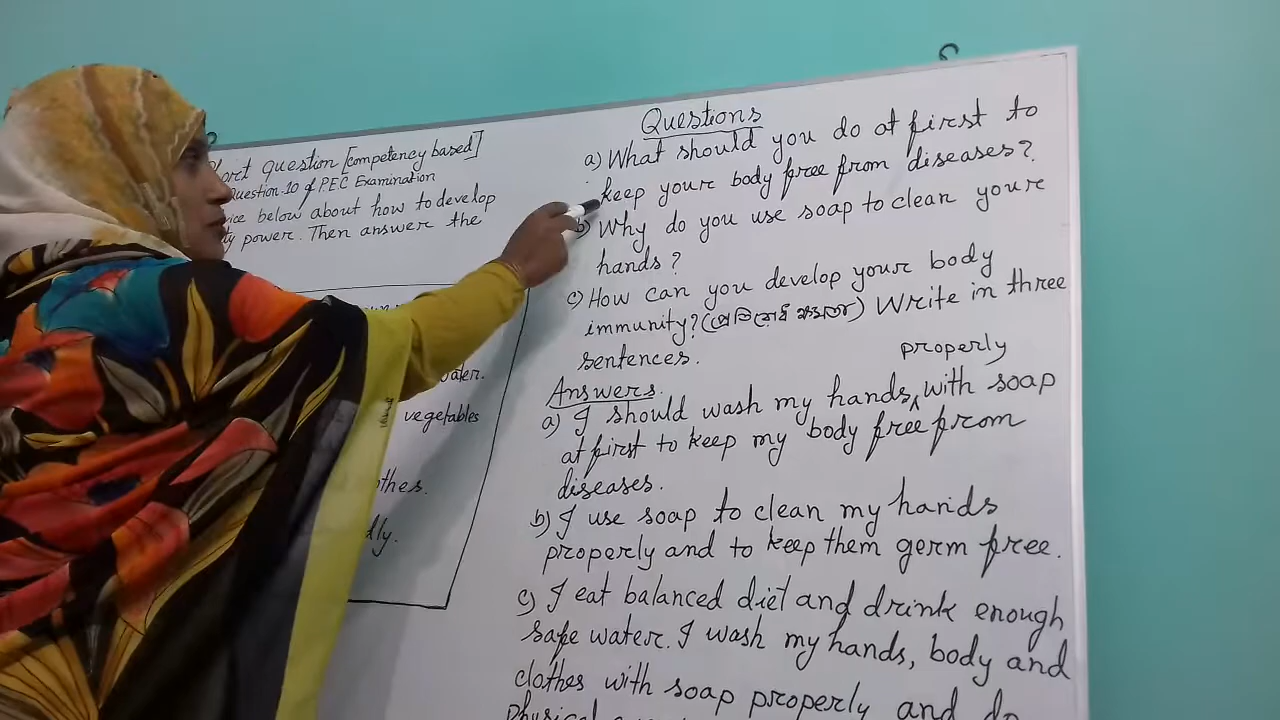 Question [competency based]
Question.10 of PEC Examination
below about how to develop
power. Then answer the
vegetables
Questions
a) What should you do at first to
keep your body free from diseases?
b) Why do you use soap to clean your
hands?
c) How can you develop your body
immunity? (প্রতিরোধ ক্ষমতা) Write in three
sentences.
properly
Answers.
a) I should wash my hands, with soap
at first to keep my body free from
diseases.
b) I use soap to clean my hands
properly and to keep them germ free.
c) I eat balanced diet and drink enough
safe water. I wash my hands, body and
clothes with soap properly and do